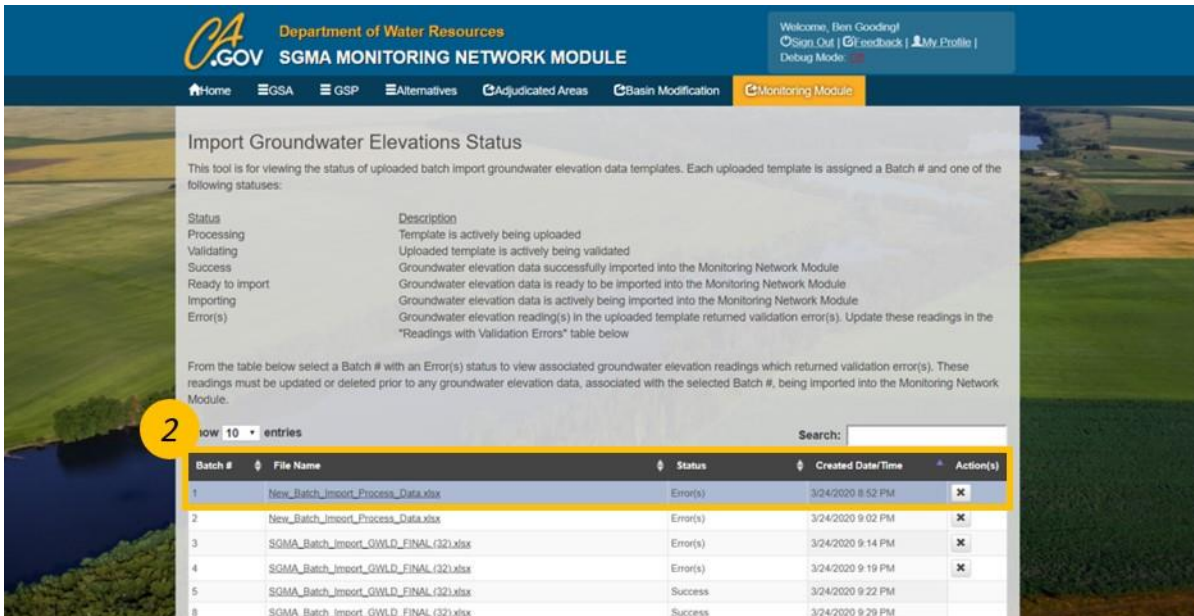 CA
.GOV
Department of Water Resources
SGMA MONITORING NETWORK MODULE
Welcome, Ben Gooding!
Sign Out | Feedback | My Profile |
Debug Mode:
Home GSA GSP Alternatives Adjudicated Areas Basin Modification Monitoring Module
Import Groundwater Elevations Status
This tool is for viewing the status of uploaded batch import groundwater elevation data templates. Each uploaded template is assigned a Batch # and one of the
following statuses:
Status Description
Processing Template is actively being uploaded
Validating Uploaded template is actively being validated
Success Groundwater elevation data successfully imported into the Monitoring Network Module
Ready to import Groundwater elevation data is ready to be imported into the Monitoring Network Module
Importing Groundwater elevation data is actively being imported into the Monitoring Network Module
Error(s) Groundwater elevation reading(s) in the uploaded template returned validation error(s). Update these readings in the
"Readings with Validation Errors" table below
From the table below select a Batch # with an Error(s) status to view associated groundwater elevation readings which returned validation error(s). These
readings must be updated or deleted prior to any groundwater elevation data, associated with the selected Batch #, being imported into the Monitoring Network
Module.
2
how 10 entries Search:
Batch # File Name Status Created Date/Time Action(s)
1 New_Batch_Import_Process_Data.xlsx Error(s) 3/24/2020 8:52 PM
2 New_Batch_Import_Process_Data.xlsx Error(s) 3/24/2020 9:02 PM
3 SGMA_Batch_Import_GWLD_FINAL (32).xlsx Error(s) 3/24/2020 9:14 PM
4 SGMA_Batch_Import_GWLD_FINAL (32).xlsx Error(s) 3/24/2020 9:19 PM
5 SGMA_Batch_Import_GWLD_FINAL (32).xlsx Success 3/24/2020 9:22 PM
SGMA_Batch_Import_GWLD_FINAL (32).xlsx Success 3/24/2020 9:29 PM